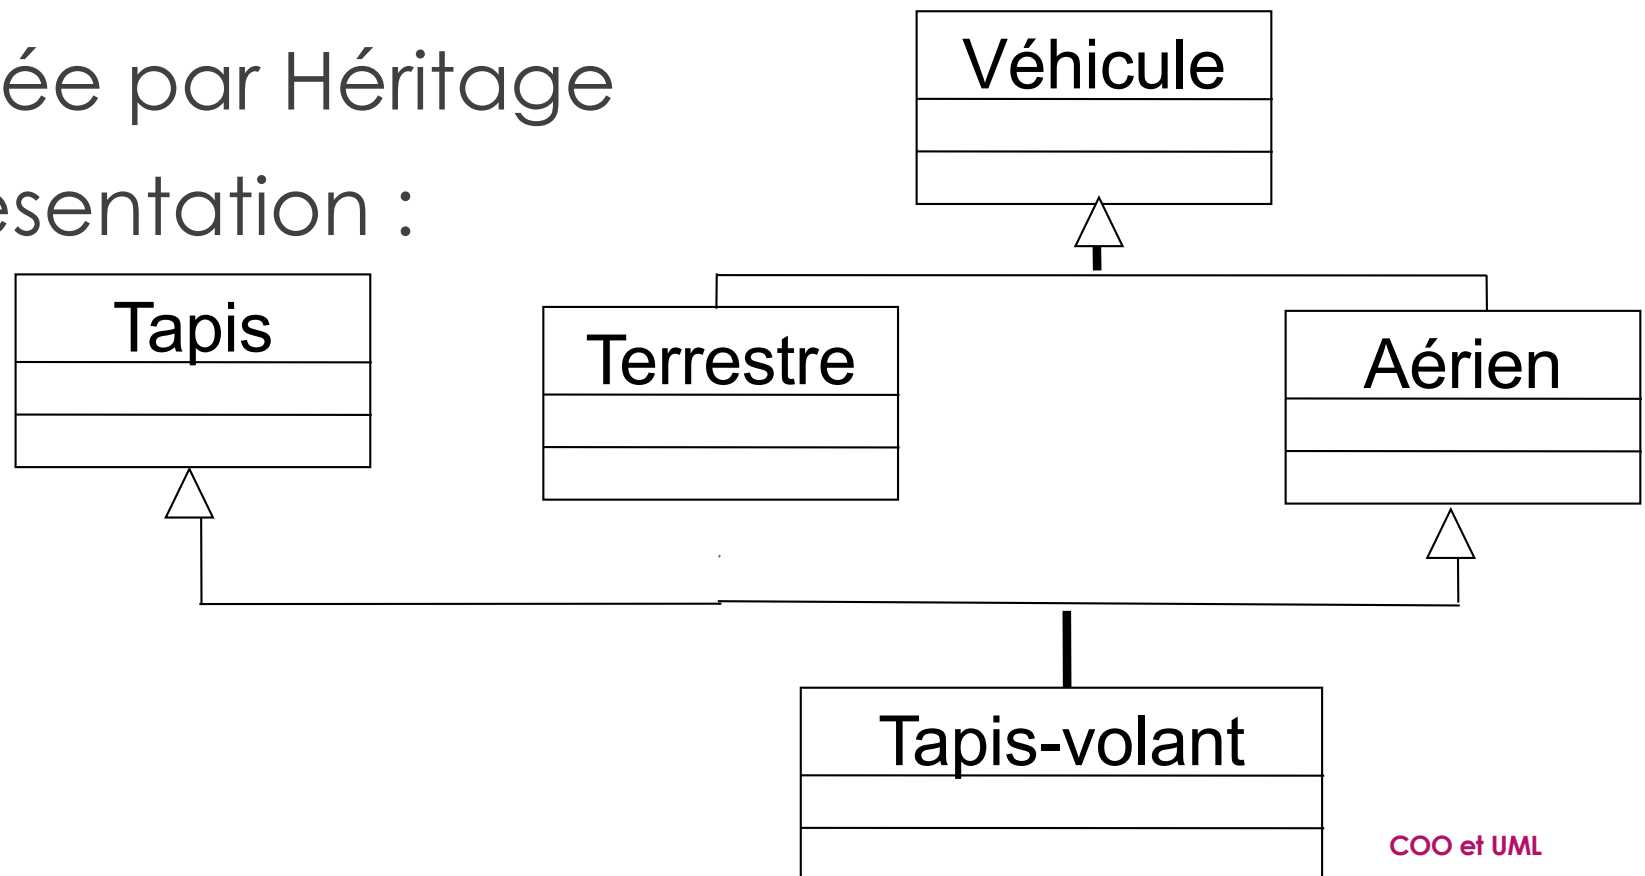 ée par Héritage
esentation :
Véhicule
Tapis
Terrestre
Aérien
Tapis-volant
COO et UML